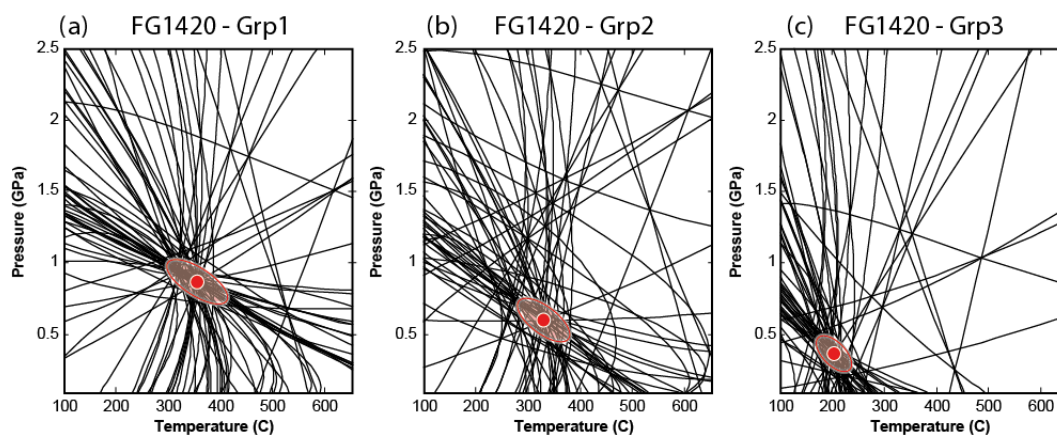 (a) FG1420 - Grp1
2.5
2
1.5
1
0.5
Pressure (GPa)
100 200 300 400 500 600
Temperature (C)
(b) FG1420 - Grp2
2.5
2
1.5
1
0.5
Pressure (GPa)
100 200 300 400 500 600
Temperature (C)
(c) FG1420 - Grp3
2.5
2
1.5
1
0.5
Pressure (GPa)
100 200 300 400 500 600
Temperature (C)